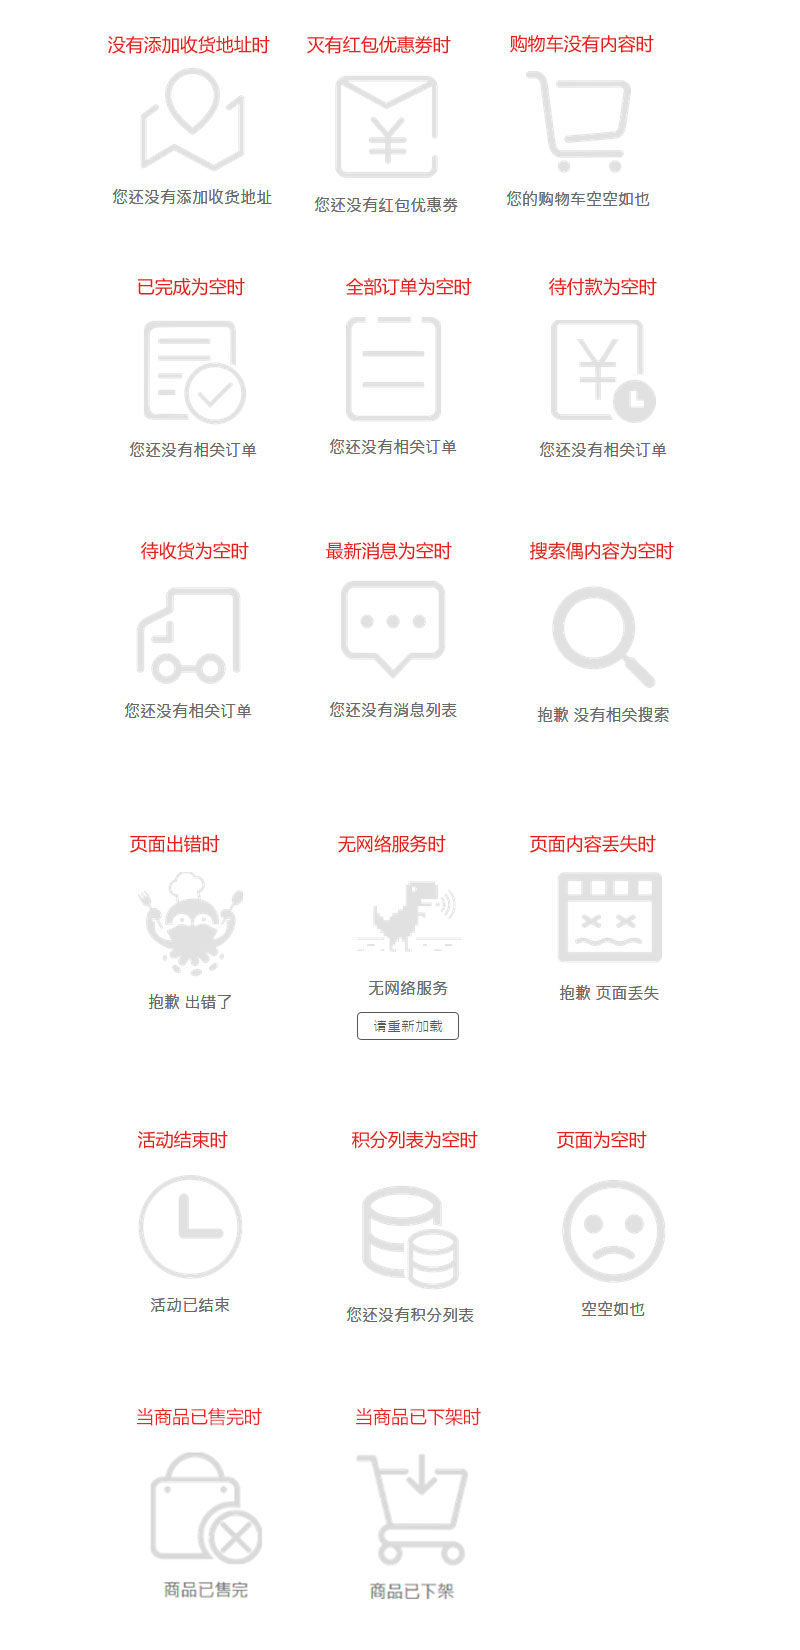 没有添加收货地址时
灭有红包优惠劵时
购物车没有内容时
您还没有添加收货地址
您还没有红包优惠劵
您的购物车空空如也
已完成为空时
全部订单为空时
待付款为空时
您还没有相关订单
您还没有相关订单
您还没有相关订单
待收货为空时
最新消息为空时
搜索偶内容为空时
您还没有相关订单
您还没有消息列表
抱歉 没有相关搜索
页面出错时
无网络服务时
页面内容丢失时
抱歉 出错了
无网络服务
请重新加载
抱歉 页面丢失
活动结束时
积分列表为空时
页面为空时
活动已结束
您还没有积分列表
空空如也
当商品已售完时
当商品已下架时
商品已售完
商品已下架